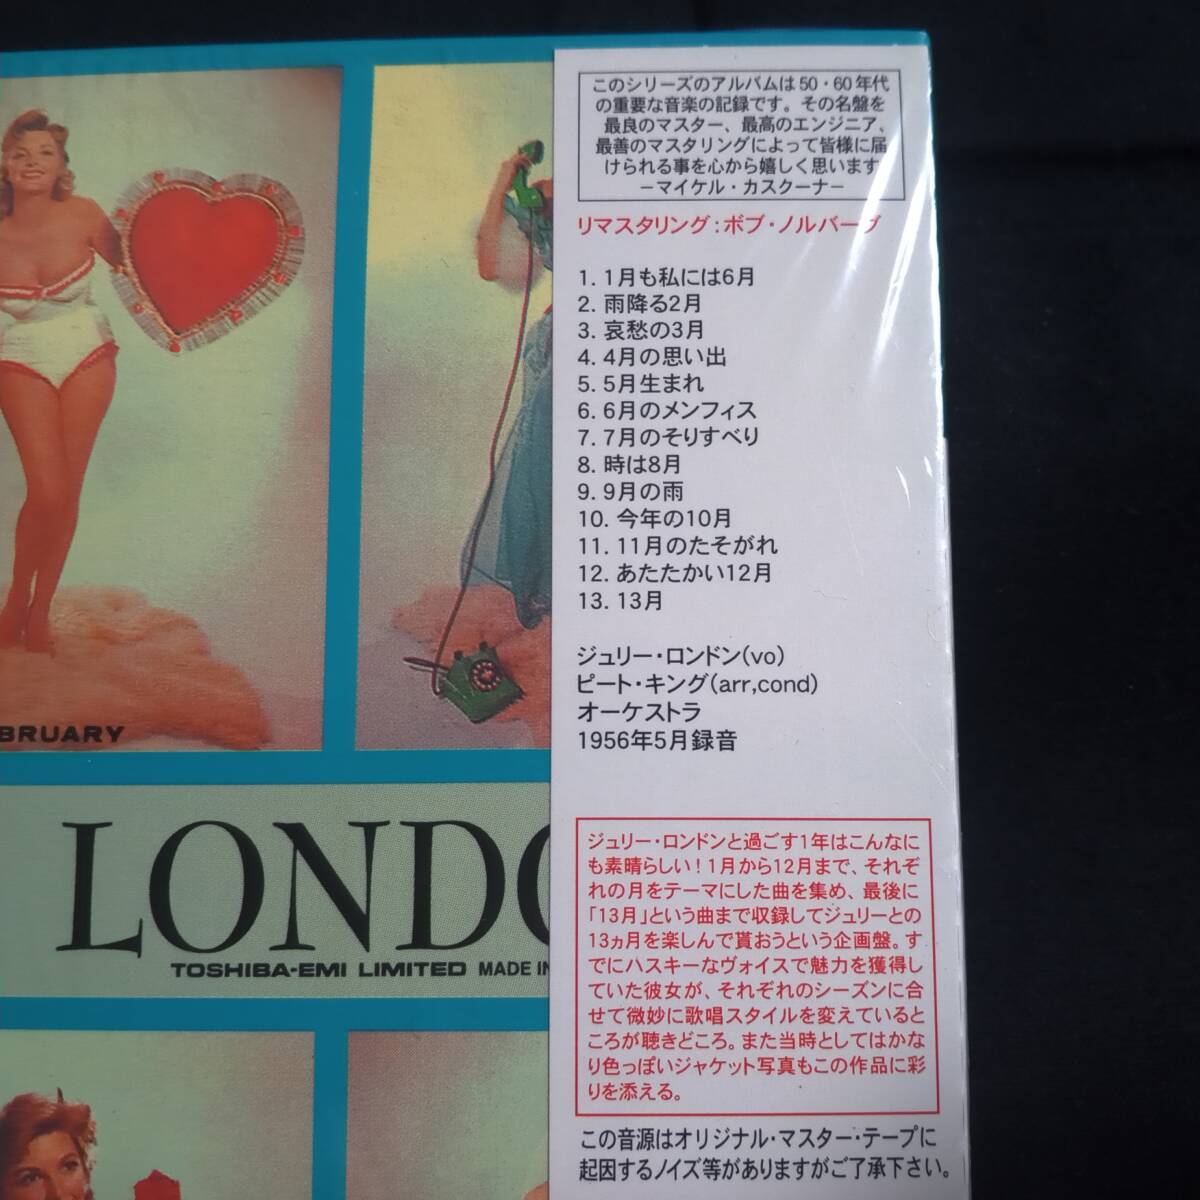 このシリーズのアルバムは50・60年代
の重要な音楽の記録です。その名盤を
最良のマスター、最高のエンジニア、
最善のマスタリングによって皆様に届
けられる事を心から嬉しく思います
－マイケル・カスクーナ－
リマスタリング：ボブ・ノルバーグ
1. 1月も私には6月
2. 雨降る2月
3. 哀愁の3月
4. 4月の思い出
5. 5月生まれ
6. 6月のメンフィス
7. 7月のそりすべり
8. 時は8月
9. 9月の雨
10. 今年の10月
11. 11月のたそがれ
12. あたたかい12月
13. 13月
ジュリー・ロンドン(vo)
ピート・キング(arr,cond)
オーケストラ
1956年5月録音
ジュリー・ロンドンと過ごす1年はこんなに
も素晴らしい！1月から12月まで、それぞ
れの月をテーマにした曲を集め、最後に
「13月」という曲まで収録してジュリーとの
13ヵ月を楽しんで貰おうという企画盤。す
でにハスキーなヴォイスで魅力を獲得し
ていた彼女が、それぞれのシーズンに合
せて微妙に歌唱スタイルを変えていると
ころが聴きどころ。また当時としてはかな
り色っぽいジャケット写真もこの作品に彩
りを添える。
この音源はオリジナル・マスター・テープに
起因するノイズ等がありますがご了承下さい。
BRUARY
LONDO
TOSHIBA-EMI LIMITED MADE IN